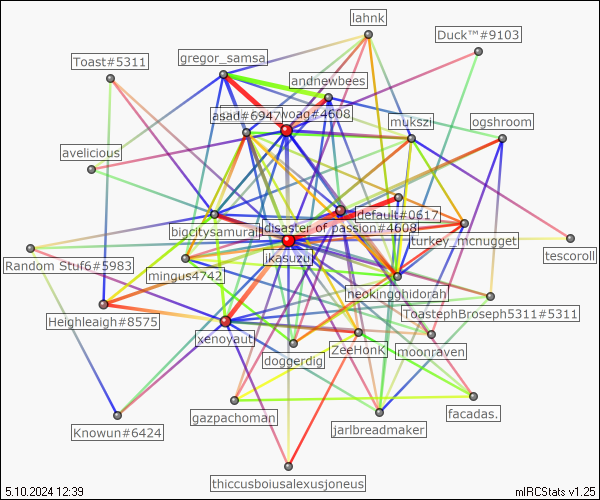 lahnk
Duck™#9103
gregor_samsa
Toast#5311
andnewbees
asad#6947
woaq#4608
mukszi
ogshroom
avelicious
default#0617
disaster of passion#4608
bigcitysamurai
turkey_mcnugget
tescoroll
ikasuzu
Random Stuf6#5983
mingus4742
neokinghidorah
ToastephBroseph5311#5311
Heighleaigh#8575
xenoyaut
ZeeHonK
moonraven
doggerdig
gazpachoman
facadas.
Knowun#6424
jarlbreadmaker
thiccusboiusalexusjoneus
5.10.2024 12:39
mIRCStats v1.25